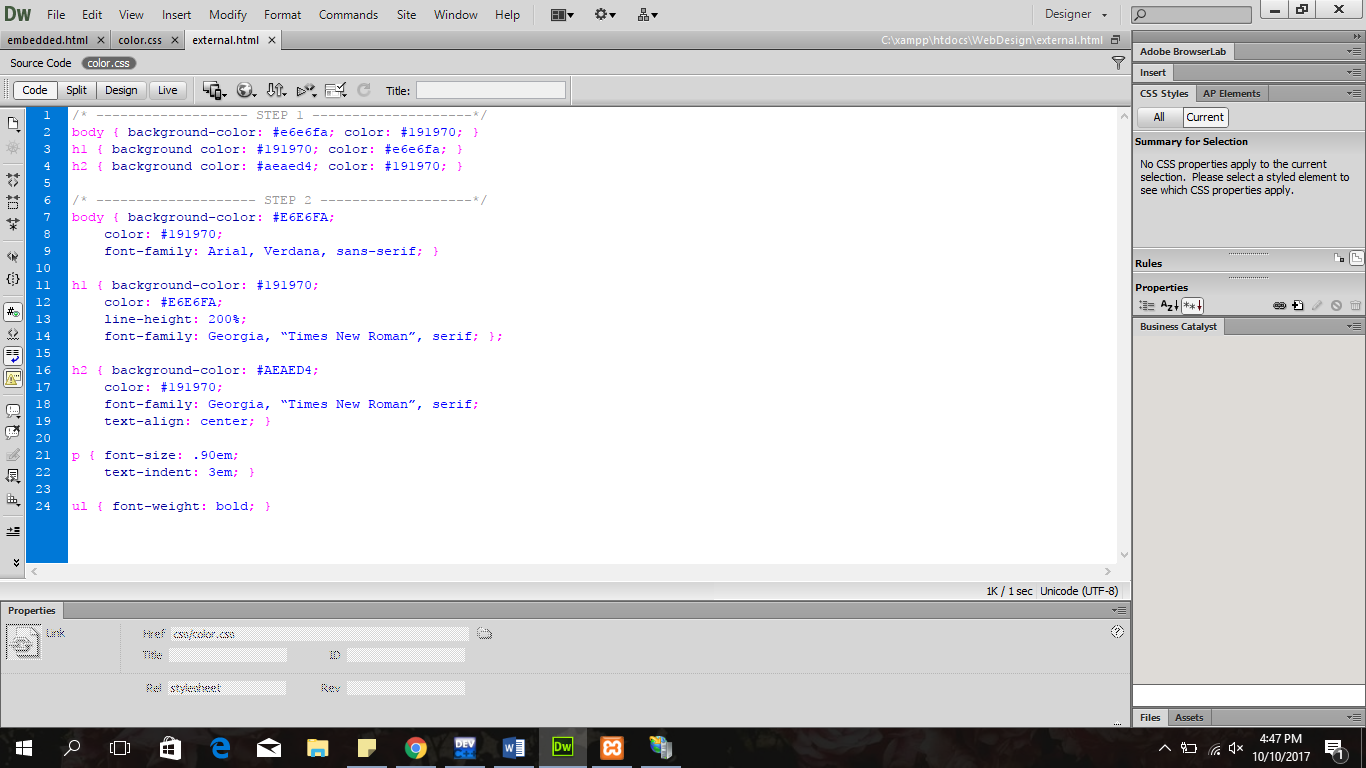 Dw File Edit View Insert Modify Format Commands Site Window Help Designer
embedded.html × color.css × external.html × C:\xampp\htdocs\WebDesign\external.html
Source Code color.css
Code Split Design Live Title:
1 /* ------------------- STEP 1 --------------------*/
2 body { background-color: #e6e6fa; color: #191970; }
3 h1 { background color: #191970; color: #e6e6fa; }
4 h2 { background color: #aeaed4; color: #191970; }
5
6 /* -------------------- STEP 2 -------------------*/
7 body { background-color: #E6E6FA;
8 color: #191970;
9 font-family: Arial, Verdana, sans-serif; }
10
11 h1 { background-color: #191970;
12 color: #E6E6FA;
13 line-height: 200%;
14 font-family: Georgia, “Times New Roman”, serif; };
15
16 h2 { background-color: #AEAED4;
17 color: #191970;
18 font-family: Georgia, “Times New Roman”, serif;
19 text-align: center; }
20
21 p { font-size: .90em;
22 text-indent: 3em; }
23
24 ul { font-weight: bold; }
1K / 1 sec Unicode (UTF-8)
Properties
Link Href css/color.css
Title ID
Rel stylesheet Rev
Adobe BrowserLab
Insert
CSS Styles AP Elements
All Current
Summary for Selection
No CSS properties apply to the current
selection. Please select a styled element to
see which CSS properties apply.
Rules
Properties
Business Catalyst
Files Assets
DEV
Dw
4:47 PM
10/10/2017
1